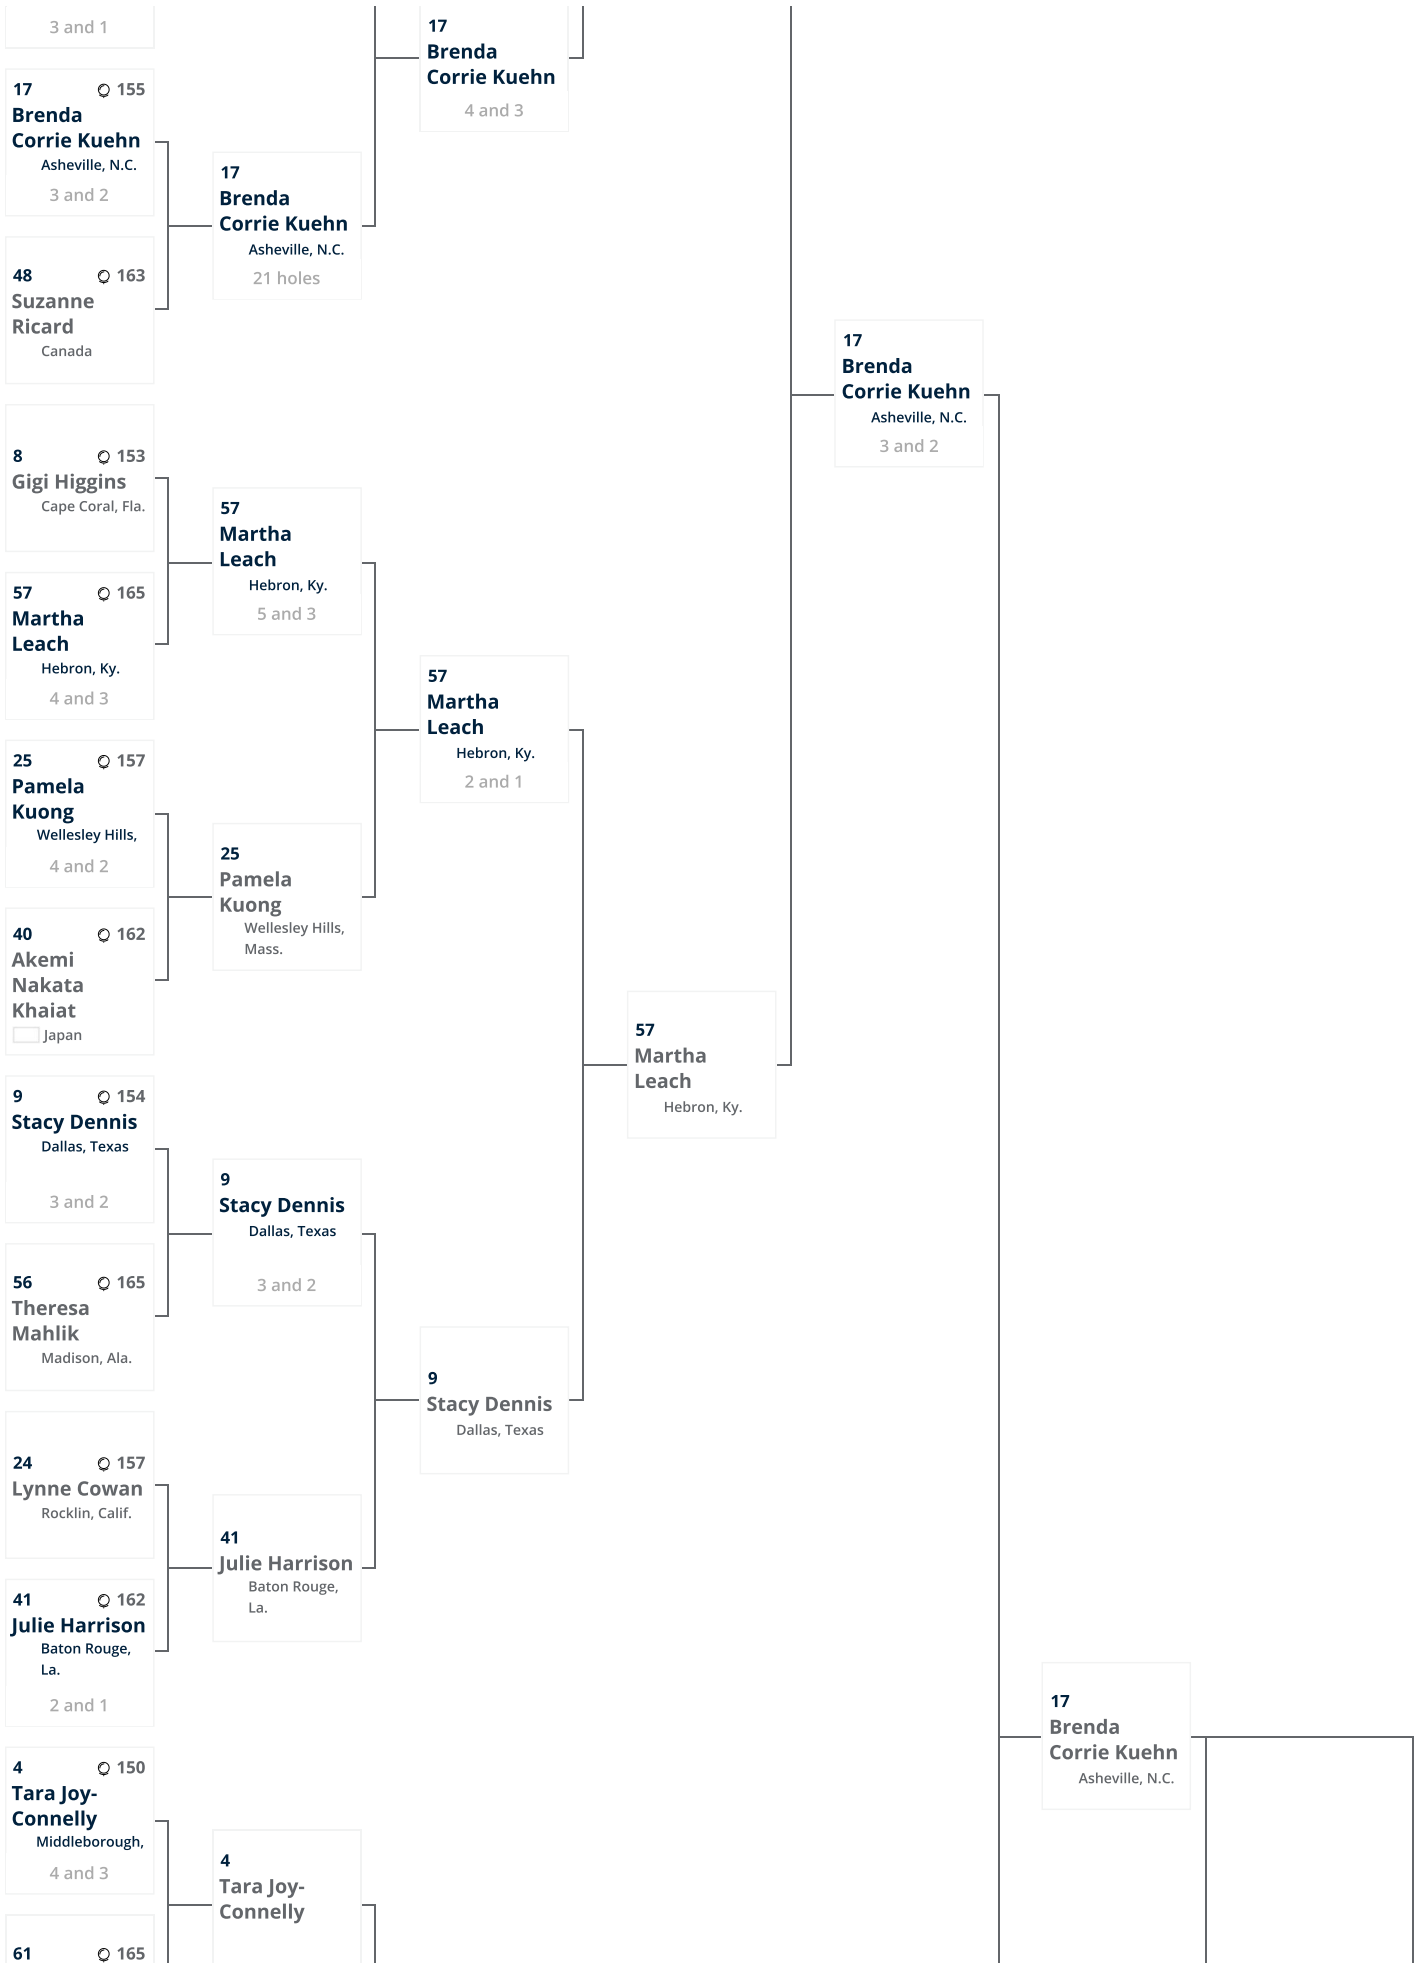 3 and 1
17 155
Brenda
Corrie Kuehn
Asheville, N.C.
3 and 2
48 163
Suzanne
Ricard
Canada
8 153
Gigi Higgins
Cape Coral, Fla.
57 165
Martha
Leach
Hebron, Ky.
4 and 3
25 157
Pamela
Kuong
Wellesley Hills,
4 and 2
40 162
Akemi
Nakata
Khaiat
Japan
9 154
Stacy Dennis
Dallas, Texas
3 and 2
56 165
Theresa
Mahlik
Madison, Ala.
24 157
Lynne Cowan
Rocklin, Calif.
41 162
Julie Harrison
Baton Rouge,
La.
2 and 1
4 150
Tara Joy-
Connelly
Middleborough,
4 and 3
61 165
17
Brenda
Corrie Kuehn
Asheville, N.C.
21 holes
57
Martha
Leach
Hebron, Ky.
5 and 3
25
Pamela
Kuong
Wellesley Hills,
Mass.
9
Stacy Dennis
Dallas, Texas
3 and 2
41
Julie Harrison
Baton Rouge,
La.
4
Tara Joy-
Connelly
17
Brenda
Corrie Kuehn
4 and 3
57
Martha
Leach
Hebron, Ky.
2 and 1
9
Stacy Dennis
Dallas, Texas
57
Martha
Leach
Hebron, Ky.
17
Brenda
Corrie Kuehn
Asheville, N.C.
3 and 2
17
Brenda
Corrie Kuehn
Asheville, N.C.